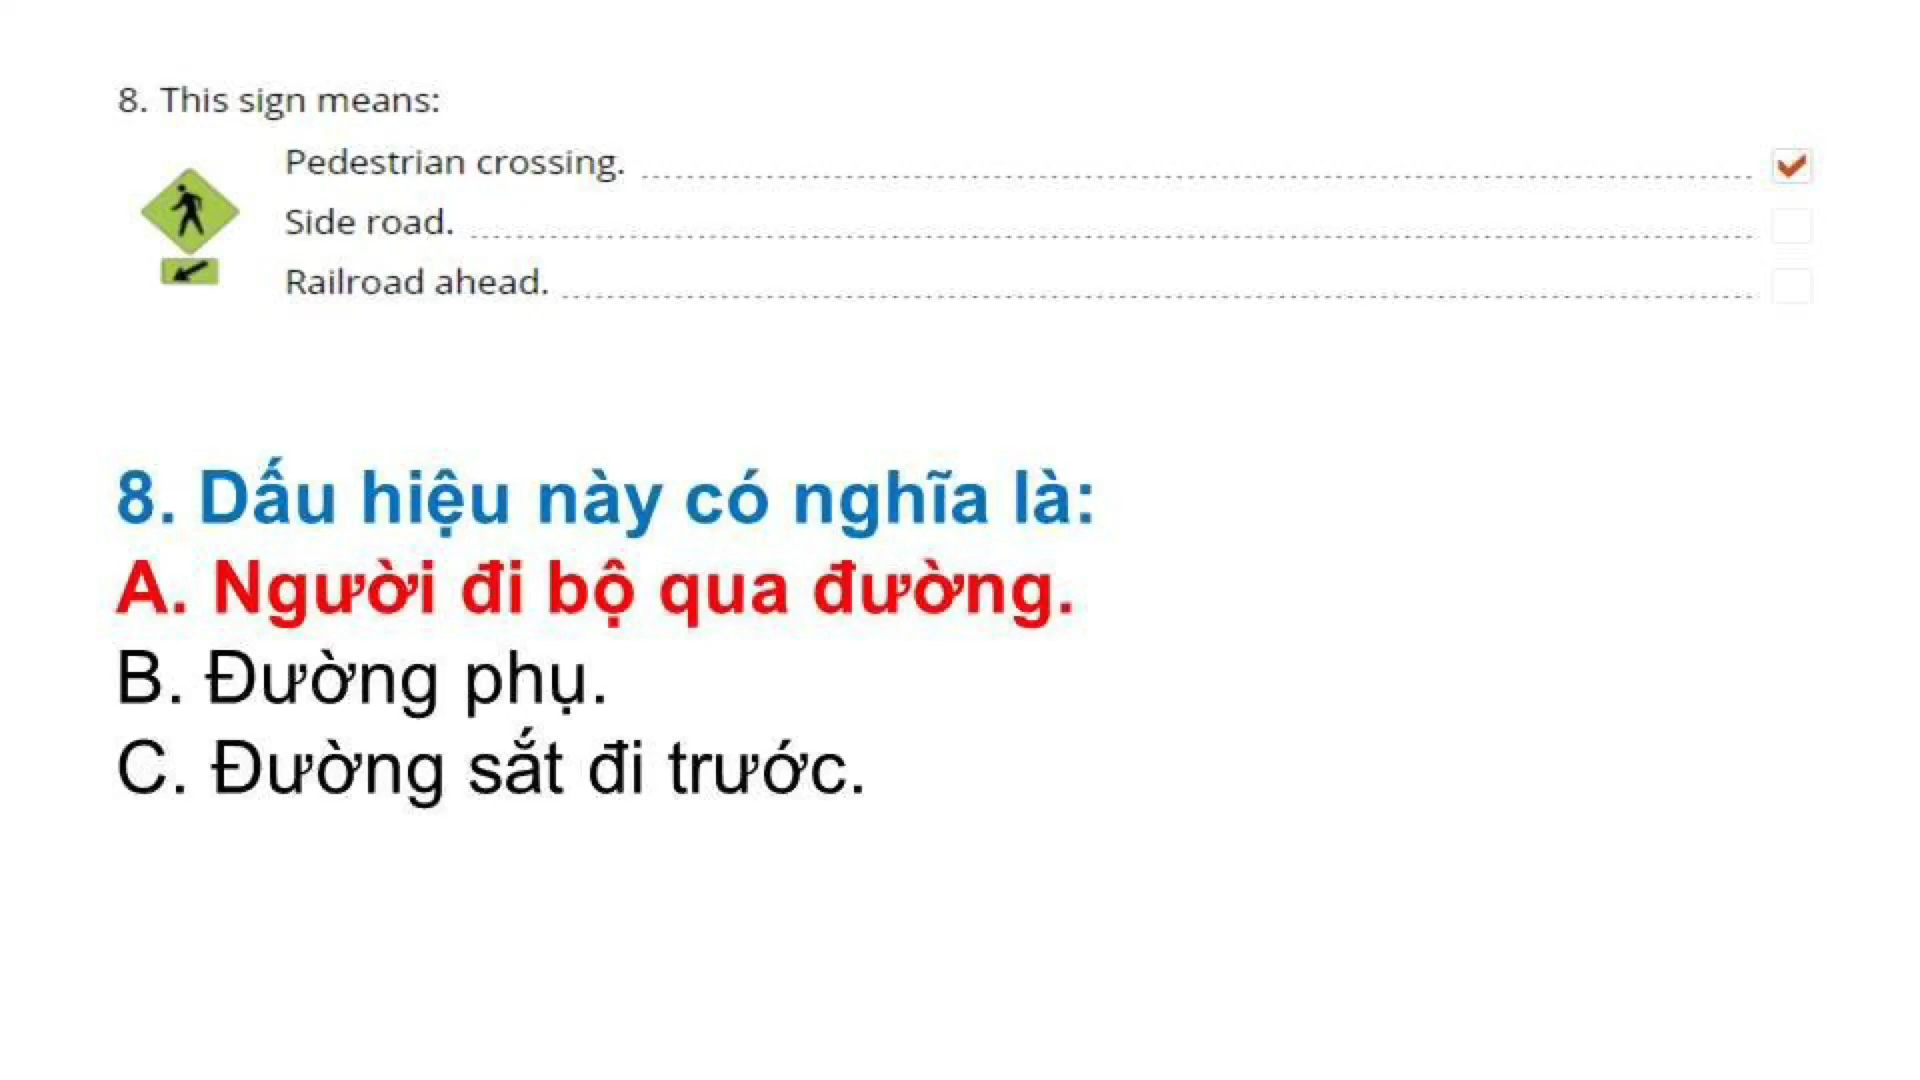 8. This sign means:
Pedestrian crossing.
Side road.
Railroad ahead.
8. Dấu hiệu này có nghĩa là:
A. Người đi bộ qua đường.
B. Đường phụ.
C. Đường sắt đi trước.